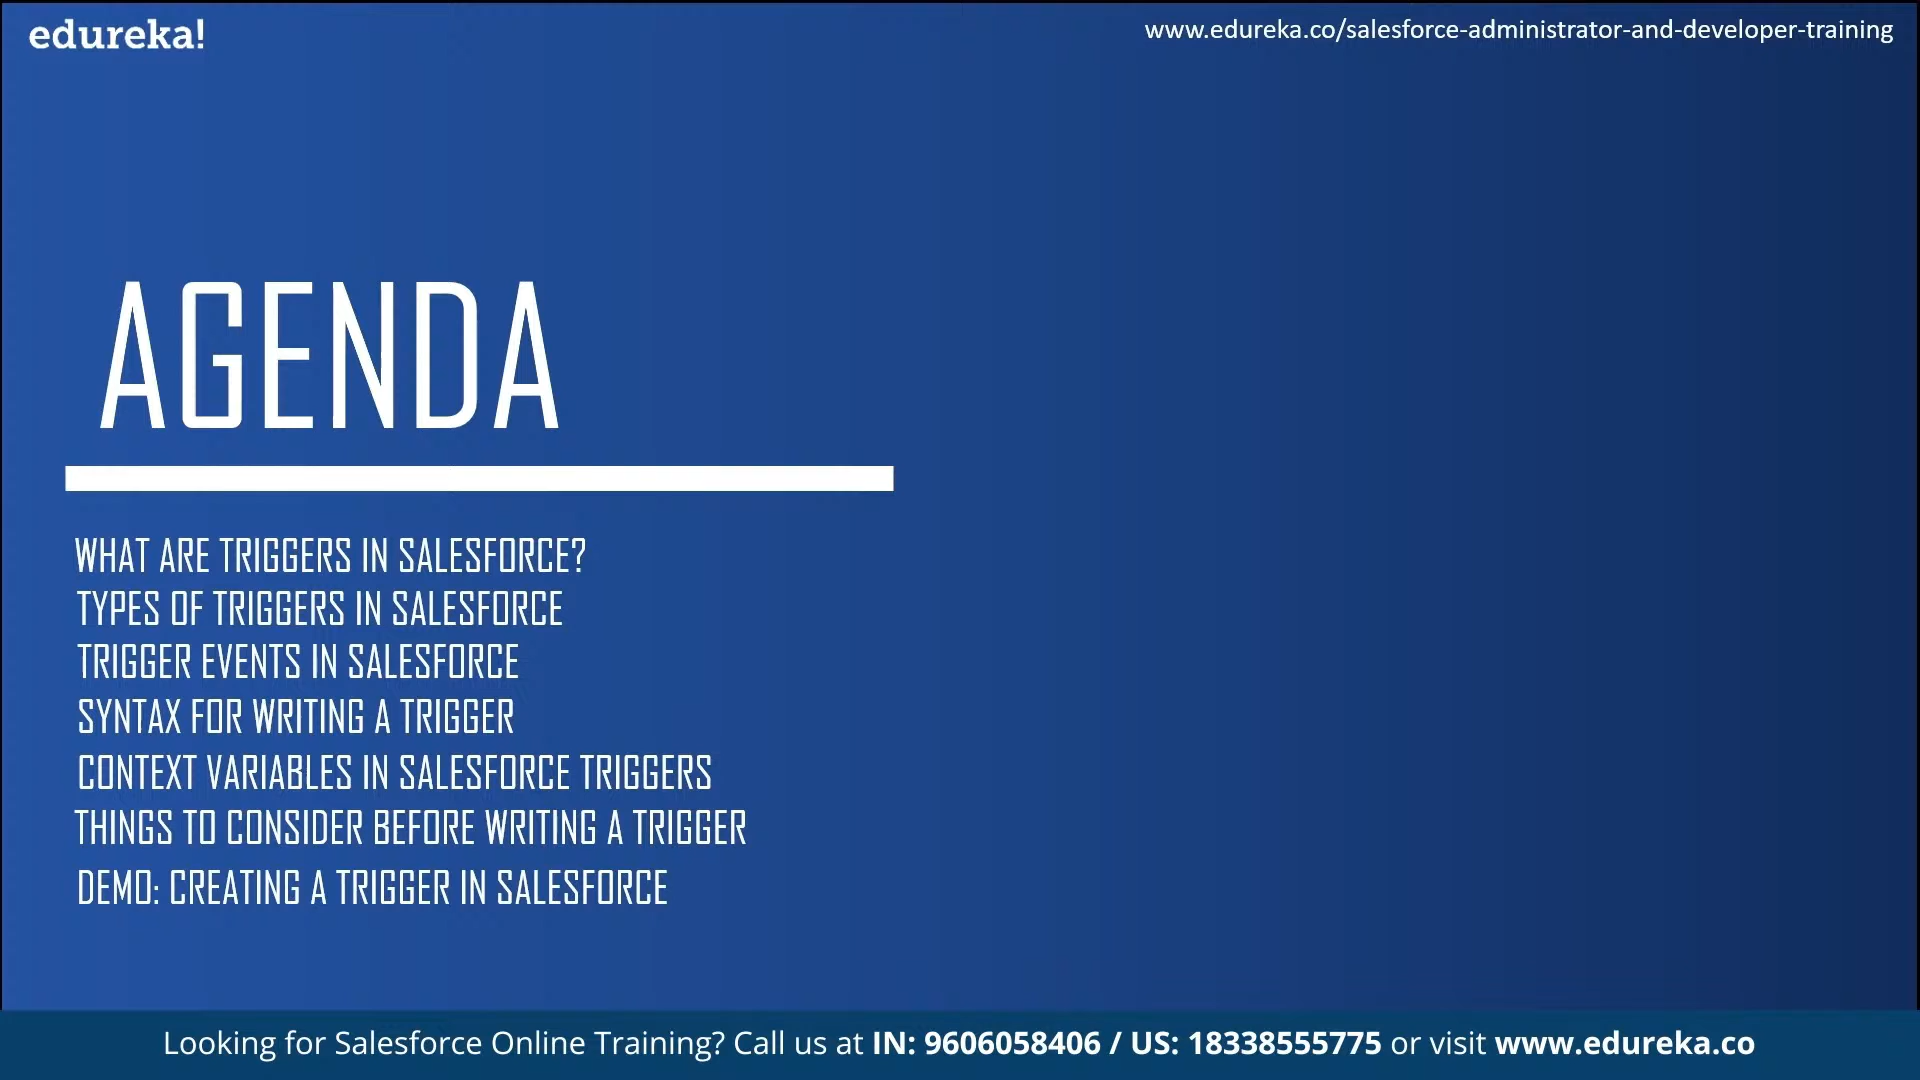 edureka!
www.edureka.co/salesforce-administrator-and-developer-training
AGENDA
WHAT ARE TRIGGERS IN SALESFORCE?
TYPES OF TRIGGERS IN SALESFORCE
TRIGGER EVENTS IN SALESFORCE
SYNTAX FOR WRITING A TRIGGER
CONTEXT VARIABLES IN SALESFORCE TRIGGERS
THINGS TO CONSIDER BEFORE WRITING A TRIGGER
DEMO: CREATING A TRIGGER IN SALESFORCE
Looking for Salesforce Online Training? Call us at IN: 9606058406 / US: 18338555775 or visit www.edureka.co